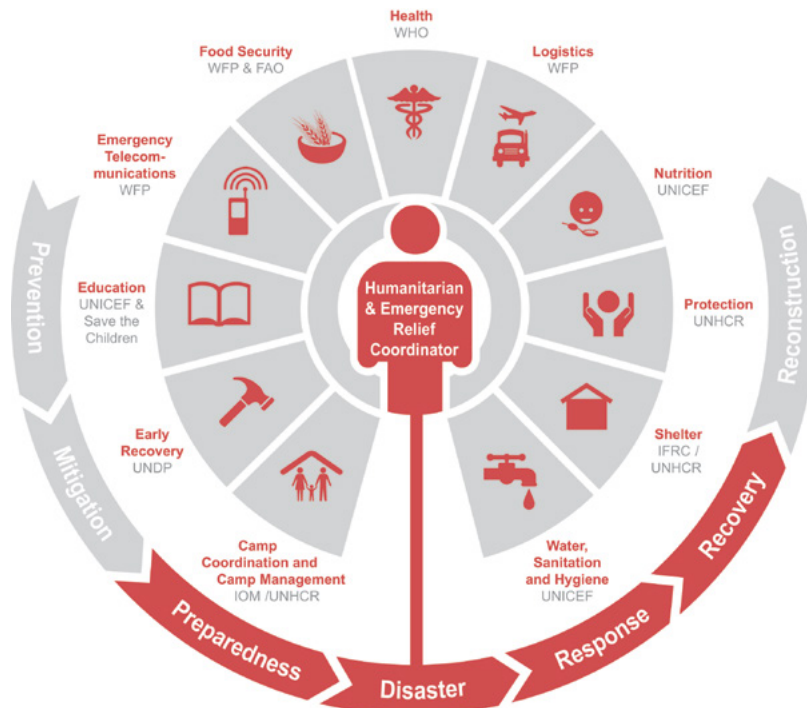 Health
WHO
Food Security
WFP & FAO
Logistics
WFP
Emergency
Telecom-
munications
WFP
Nutrition
UNICEF
Education
UNICEF &
Save the
Children
Humanitarian
& Emergency
Relief
Coordinator
Protection
UNHCR
Early
Recovery
UNDP
Shelter
IFRC /
UNHCR
Camp
Coordination and
Camp Management
IOM /UNHCR
Water,
Sanitation
and Hygiene
UNICEF
Prevention
Mitigation
Preparedness
Disaster
Response
Recovery
Reconstruction